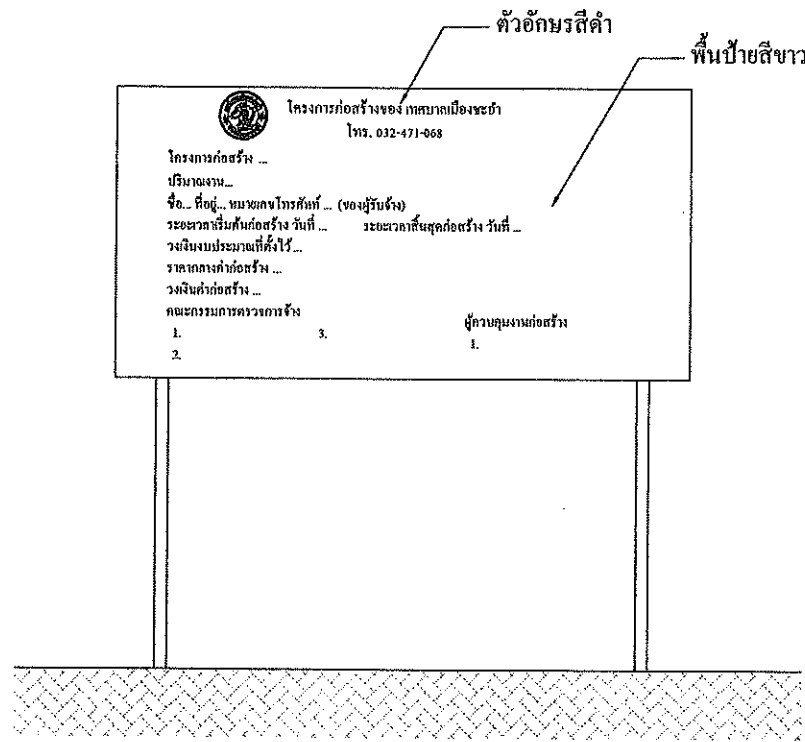 ตัวอักษรสีดำ
พื้นป้ายสีขาว
โครงการก่อสร้างของ เทศบาลเมืองชะอำ
โทร. 032-471-068
โครงการก่อสร้าง ...
ปริมาณงาน...
ชื่อ... ที่อยู่... หมายเลขโทรศัพท์ ... (ของผู้รับจ้าง)
ระยะเวลาเริ่มต้นก่อสร้าง วันที่ ... ระยะเวลาสิ้นสุดก่อสร้าง วันที่ ...
วงเงินงบประมาณที่ตั้งไว้ ...
ราคากลางค่าก่อสร้าง ...
วงเงินค่าก่อสร้าง ...
คณะกรรมการตรวจการจ้าง ผู้ควบคุมงานก่อสร้าง
1. 3. 1.
2.